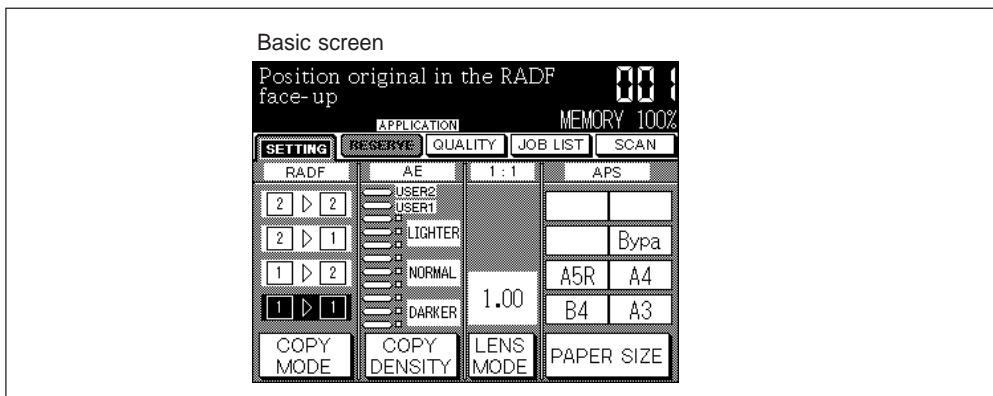 Basic screen
Position original in the RADF
face-up
001
MEMORY 100%
APPLICATION
SETTING RESERVE QUALITY JOB LIST SCAN
RADF AE 1 : 1 APS
2 ▷ 2 USER2
USER1
2 ▷ 1 LIGHTER Bypa
1 ▷ 2 NORMAL A5R A4
1 ▷ 1 DARKER 1.00 B4 A3
COPY MODE COPY DENSITY LENS MODE PAPER SIZE